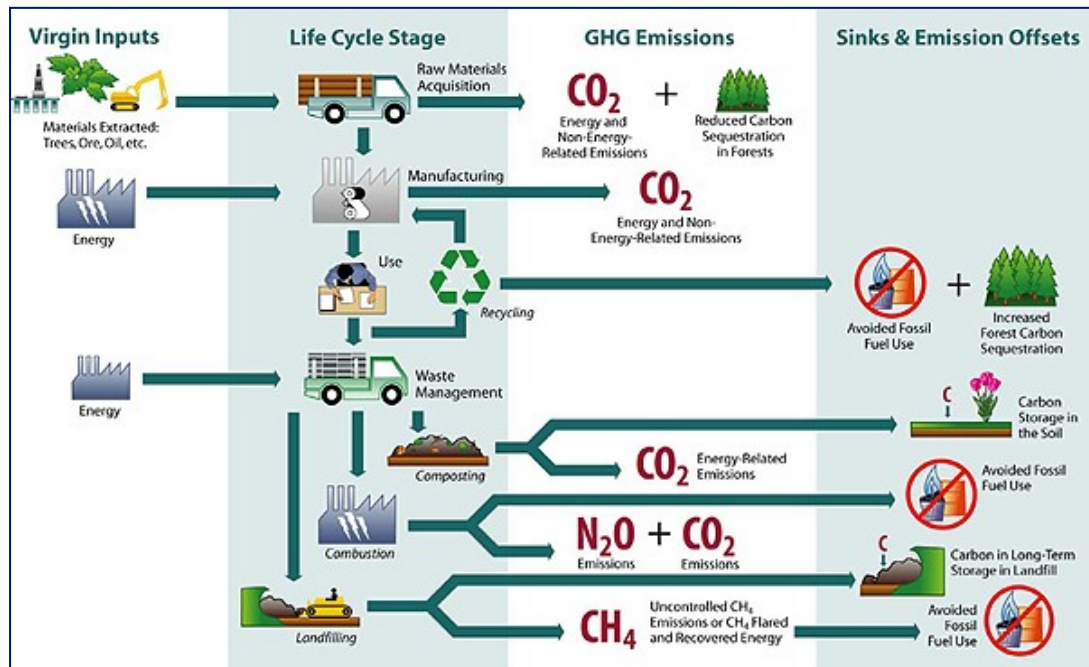 Virgin Inputs
Life Cycle Stage
GHG Emissions
Sinks & Emission Offsets
Materials Extracted:
Trees, Ore, Oil, etc.
Raw Materials
Acquisition
CO2
Energy and
Non-Energy-
Related Emissions
+
Reduced Carbon
Sequestration
in Forests
Energy
Manufacturing
CO2
Energy and Non-
Energy-Related Emissions
Use
Recycling
Avoided Fossil
Fuel Use
+
Increased
Forest Carbon
Sequestration
Energy
Waste
Management
Composting
C
Carbon
Storage in
the Soil
CO2
Energy-Related
Emissions
Combustion
Avoided Fossil
Fuel Use
N2O + CO2
Emissions
Emissions
Landfilling
C
Carbon in Long-Term
Storage in Landfill
CH4
Uncontrolled CH4
Emissions or CH4 Flared
and Recovered Energy
Avoided
Fossil
Fuel Use